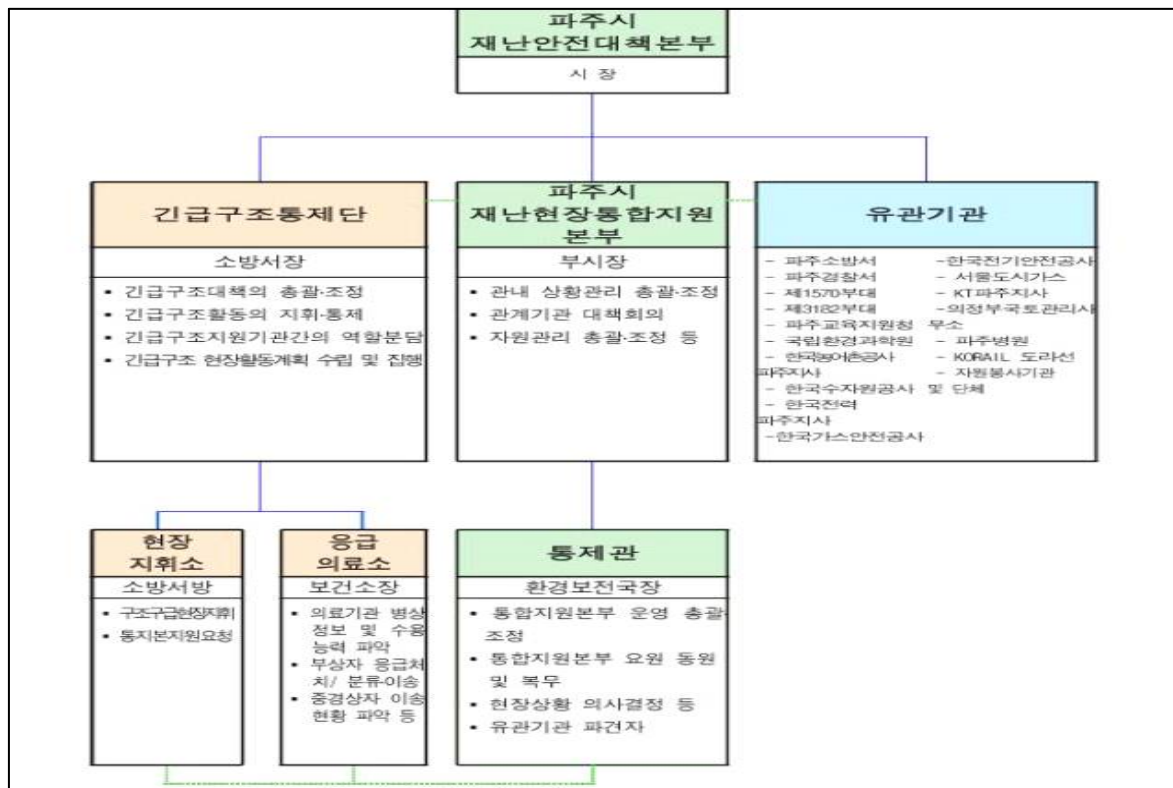 파주시
재난안전대책본부
시 장
긴급구조통제단
소방서장
• 긴급구조대책의 총괄·조정
• 긴급구조활동의 지휘·통제
• 긴급구조지원기관간의 역할분담
• 긴급구조 현장활동계획 수립 및 집행
파주시
재난현장통합지원
본부
부시장
• 관내 상황관리 총괄·조정
• 관계기관 대책회의
• 자원관리 총괄·조정 등
유관기관
- 파주소방서 -한국전기안전공사
- 파주경찰서 - 서울도시가스
- 제1570부대 - KT파주지사
- 제3182부대 -의정부국토관리사
- 파주교육지원청 무소
- 국립환경과학원 - 파주병원
- 한국농어촌공사 - KORAIL 도라선
파주지사 - 자원봉사기관
- 한국수자원공사 및 단체
- 한국전력
파주지사
-한국가스안전공사
현장
지휘소
소방서방
• 구조구급현장지휘
• 통지본지원요청
응급
의료소
보건소장
• 의료기관 병상
정보 및 수용
능력 파악
• 부상자 응급처
치/ 분류·이송
• 중경상자 이송
현황 파악 등
통제관
환경보전국장
• 통합지원본부 운영 총괄·
조정
• 통합지원본부 요원 동원
및 복무
• 현장상황 의사결정 등
• 유관기관 파견자